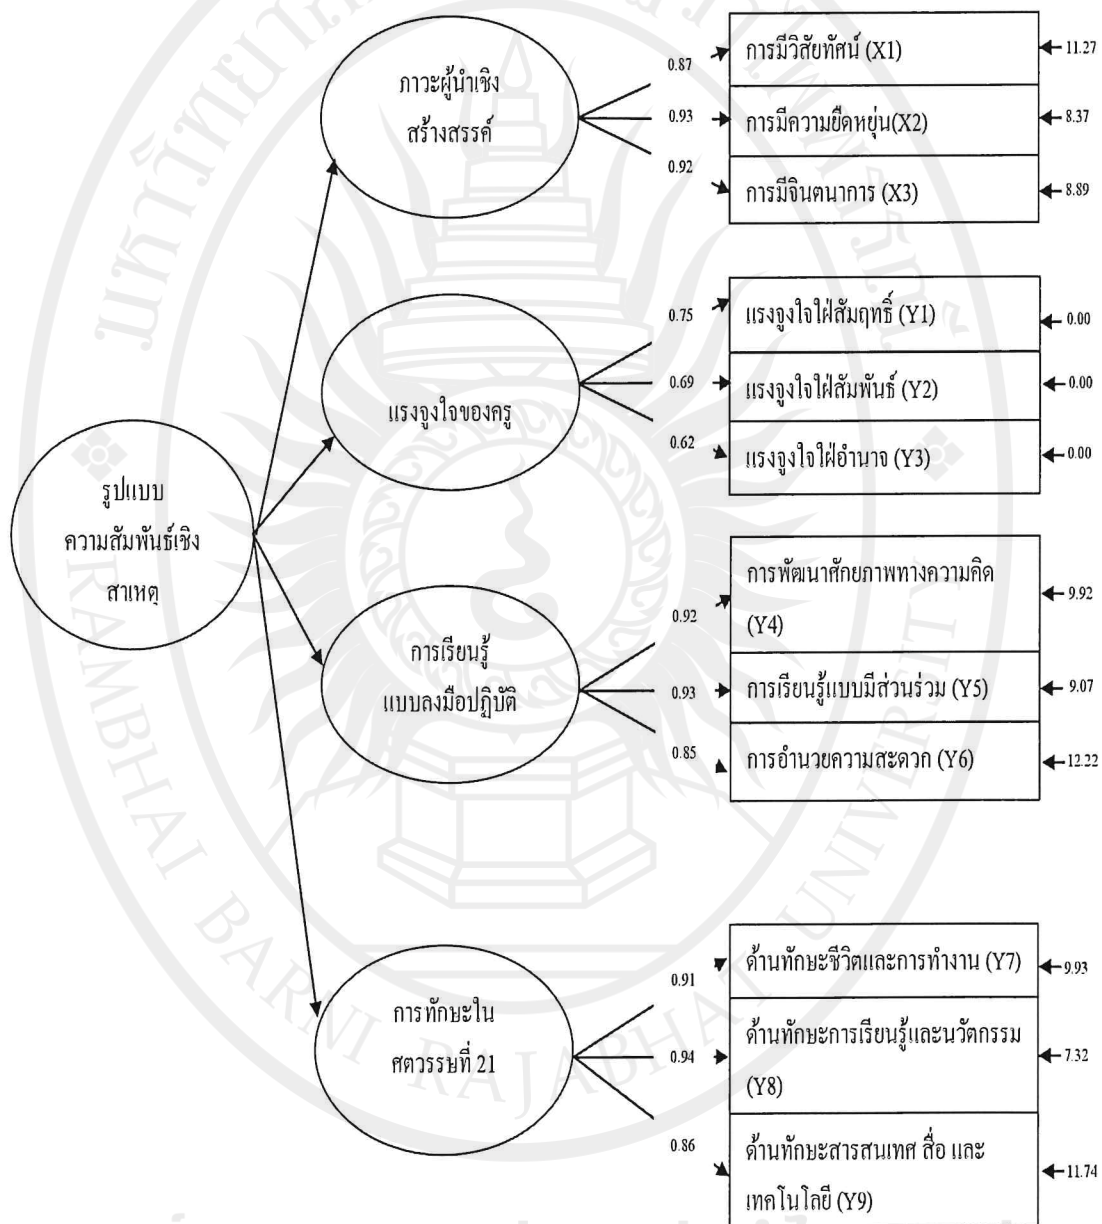 ภาวะผู้นำเชิง
สร้างสรรค์
0.87
0.93
0.92
การมีวิสัยทัศน์ (X1)
11.27
การมีความยืดหยุ่น(X2)
8.37
การมีจินตนาการ (X3)
8.89
แรงจูงใจของครู
0.75
0.69
0.62
แรงจูงใจใฝ่สัมฤทธิ์ (Y1)
0.00
แรงจูงใจใฝ่สัมพันธ์ (Y2)
0.00
แรงจูงใจใฝ่อำนาจ (Y3)
0.00
รูปแบบ
ความสัมพันธ์เชิง
สาเหตุ
การเรียนรู้
แบบลงมือปฏิบัติ
0.92
0.93
0.85
การพัฒนาศักยภาพทางความคิด
(Y4)
9.92
การเรียนรู้แบบมีส่วนร่วม (Y5)
9.07
การอำนวยความสะดวก (Y6)
12.22
การทักษะใน
ศตวรรษที่ 21
0.91
0.94
0.86
ด้านทักษะชีวิตและการทำงาน (Y7)
9.93
ด้านทักษะการเรียนรู้และนวัตกรรม
(Y8)
7.32
ด้านทักษะสารสนเทศ สื่อ และ
เทคโนโลยี (Y9)
11.74
RAMBHAI BARNI RAJABHAT UNIVERSITY